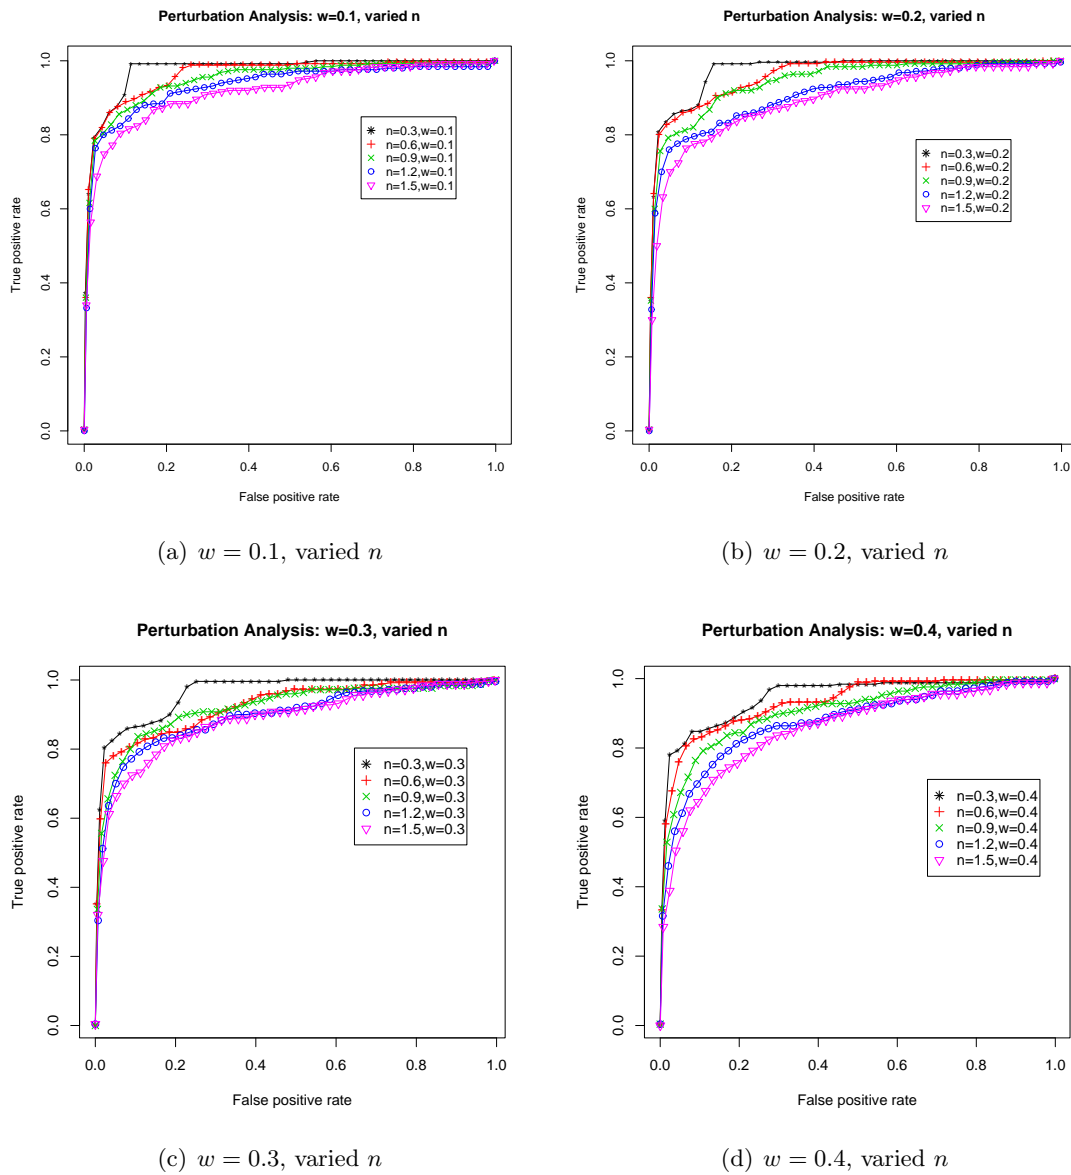 Perturbation Analysis: w=0.1, varied n
True positive rate
0.0 0.2 0.4 0.6 0.8 1.0
n=0.3,w=0.1
n=0.6,w=0.1
n=0.9,w=0.1
n=1.2,w=0.1
n=1.5,w=0.1
0.0 0.2 0.4 0.6 0.8 1.0
False positive rate
(a) w = 0.1, varied n
Perturbation Analysis: w=0.2, varied n
True positive rate
0.0 0.2 0.4 0.6 0.8 1.0
n=0.3,w=0.2
n=0.6,w=0.2
n=0.9,w=0.2
n=1.2,w=0.2
n=1.5,w=0.2
0.0 0.2 0.4 0.6 0.8 1.0
False positive rate
(b) w = 0.2, varied n
Perturbation Analysis: w=0.3, varied n
True positive rate
0.0 0.2 0.4 0.6 0.8 1.0
n=0.3,w=0.3
n=0.6,w=0.3
n=0.9,w=0.3
n=1.2,w=0.3
n=1.5,w=0.3
0.0 0.2 0.4 0.6 0.8 1.0
False positive rate
(c) w = 0.3, varied n
Perturbation Analysis: w=0.4, varied n
True positive rate
0.0 0.2 0.4 0.6 0.8 1.0
n=0.3,w=0.4
n=0.6,w=0.4
n=0.9,w=0.4
n=1.2,w=0.4
n=1.5,w=0.4
0.0 0.2 0.4 0.6 0.8 1.0
False positive rate
(d) w = 0.4, varied n